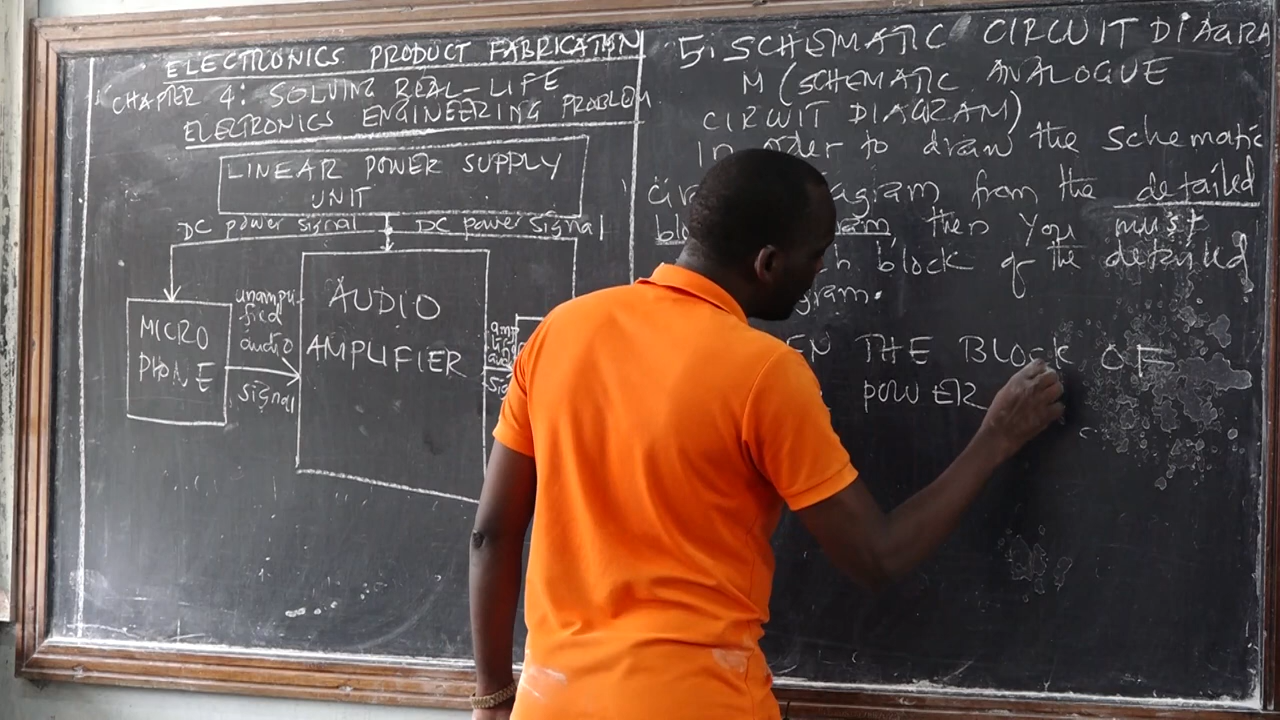 ELECTRONICS PRODUCT FABRICATION
CHAPTER 4: SOLVING REAL-LIFE
ELECTRONICS ENGINEERING PROBLEM
LINEAR POWER SUPPLY
UNIT
DC power signal
DC power signal
MICRO
PHONE
unampli-
fied
audio
signal
AUDIO
AMPLIFIER
5. SCHEMATIC CIRCUIT DIAGRA
M (SCHEMATIC ANALOGUE
CIRCUIT DIAGRAM)
In order to draw the schematic
from the detailed
then you must
block of the detailed
THE BLOCK OF
POWER